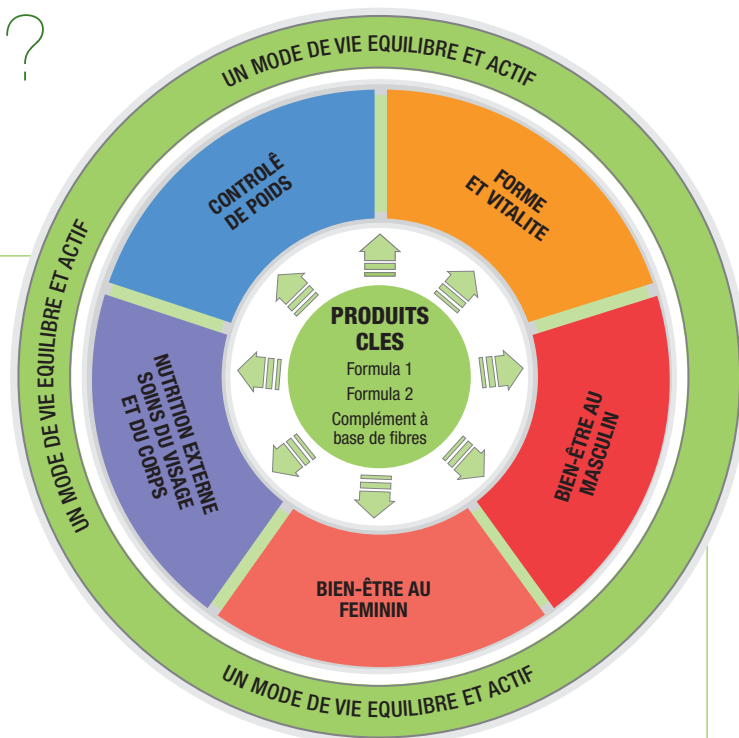 ?
UN MODE DE VIE EQUILIBRE ET ACTIF
CONTROLÊ
DE POIDS
FORME
ET VITALITE
UN MODE DE VIE EQUILIBRE ET ACTIF
PRODUITS
CLES
Formula 1
Formula 2
Complément à
base de fibres
NUTRITION EXTERNE
SOINS DU VISAGE
ET DU CORPS
BIEN-ÊTRE AU
MASCULIN
BIEN-ÊTRE AU
FEMININ
UN MODE DE VIE EQUILIBRE ET ACTIF